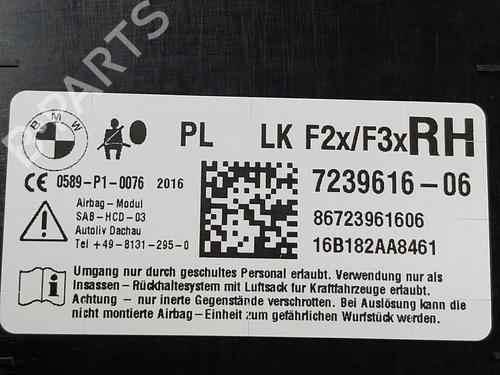 BMW
PL LK F2x/F3x RH
CE 0589-P1-0076 2016
7239616-06
Airbag-Modul
SAB-HCD-03
Autoliv Dachau
Tel +49-8131-295-0
86723961606
16B182AA8461
Umgang nur durch geschultes Personal erlaubt. Verwendung nur als
Insassen - Rückhaltesystem mit Luftsack für Kraftfahrzeuge erlaubt.
Achtung - nur inerte Gegenstände verschrotten. Bei Auslösung kann die
nicht montierte Airbag-Einheit zum gefährlichen Wurfstück werden.